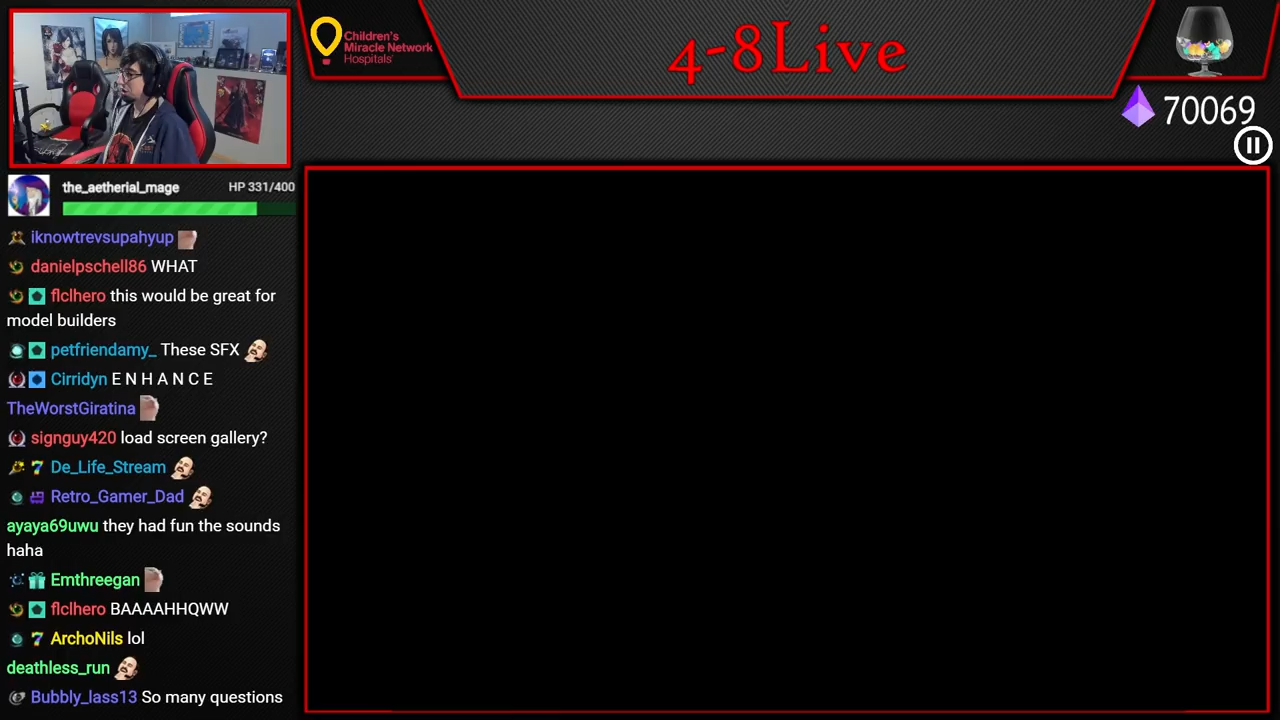 Children's
Miracle Network
Hospitals
4-8Live
70069
the_aetherial_mage HP 331/400
iknowtrevsupahyup
danielpschell86 WHAT
flclhero this would be great for
model builders
petfriendamy_ These SFX
Cirridyn E N H A N C E
TheWorstGiratina
signguy420 load screen gallery?
De_Life_Stream
Retro_Gamer_Dad
ayaya69uwu they had fun the sounds
haha
Emthreegan
flclhero BAAAAHHQWW
ArchoNils lol
deathless_run
Bubbly_lass13 So many questions